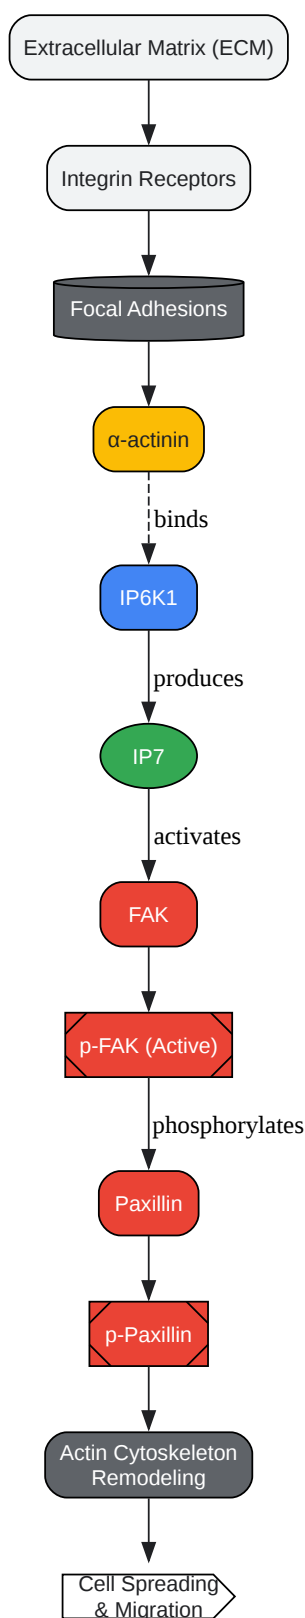 Extracellular Matrix (ECM)
Integrin Receptors
Focal Adhesions
α-actinin
binds
IP6K1
produces
IP7
activates
FAK
p-FAK (Active)
phosphorylates
Paxillin
p-Paxillin
Actin Cytoskeleton
Remodeling
Cell Spreading
& Migration